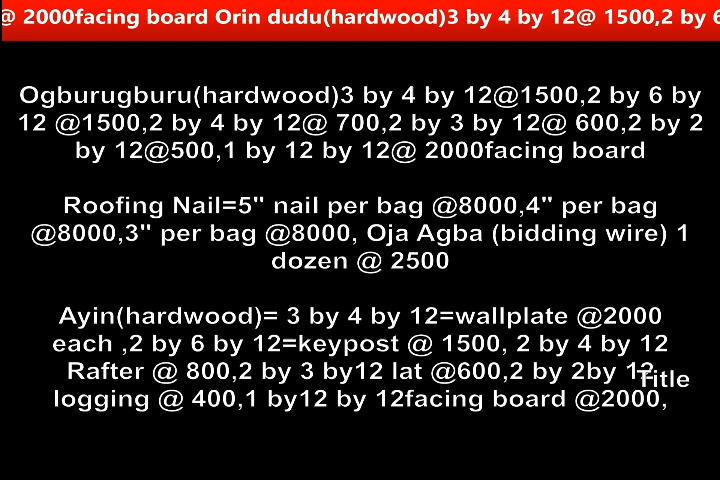 @ 2000facing board Orin dudu(hardwood)3 by 4 by 12@ 1500,2 by 6
Ogburugburu(hardwood)3 by 4 by 12@1500,2 by 6 by
12 @1500,2 by 4 by 12@ 700,2 by 3 by 12@ 600,2 by 2
by 12@500,1 by 12 by 12@ 2000facing board
Roofing Nail=5" nail per bag @8000,4" per bag
@8000,3" per bag @8000, Oja Agba (bidding wire) 1
dozen @ 2500
Ayin(hardwood)= 3 by 4 by 12=wallplate @2000
each ,2 by 6 by 12=keypost @ 1500, 2 by 4 by 12
Rafter @ 800,2 by 3 by12 lat @600,2 by 2by 12
Title
logging @ 400,1 by12 by 12facing board @2000,